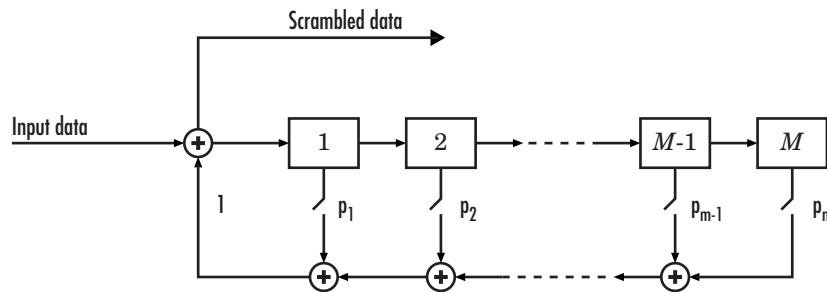 Scrambled data
Input data
1
2
M-1
M
1
p1
p2
pm-1